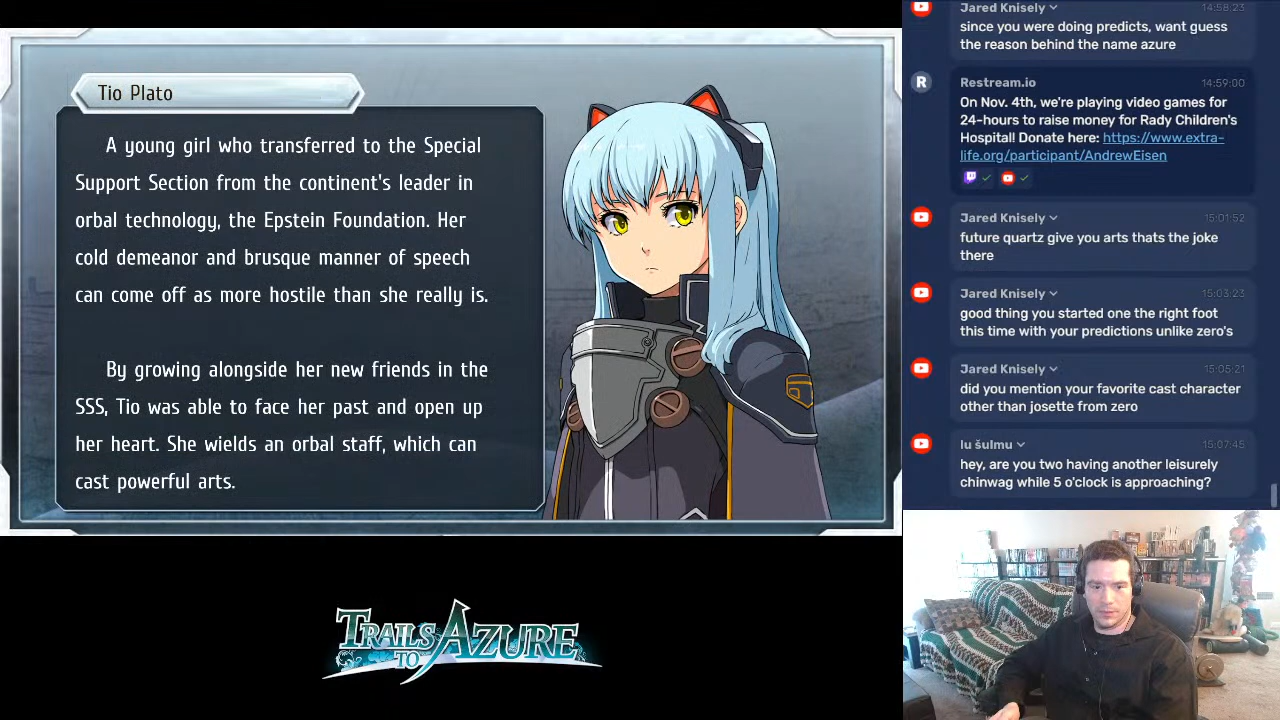 Tio Plato
A young girl who transferred to the Special
Support Section from the continent's leader in
orbal technology, the Epstein Foundation. Her
cold demeanor and brusque manner of speech
can come off as more hostile than she really is.
By growing alongside her new friends in the
SSS, Tio was able to face her past and open up
her heart. She wields an orbal staff, which can
cast powerful arts.
TRAILS
TO AZURE
Jared Knisely 14:58:23
since you were doing predicts, want guess
the reason behind the name azure
R Restream.io 14:59:00
On Nov. 4th, we're playing video games for
24-hours to raise money for Rady Children's
Hospital! Donate here: https://www.extra-
life.org/participant/AndrewEisen
Jared Knisely 15:01:52
future quartz give you arts thats the joke
there
Jared Knisely 15:03:23
good thing you started one the right foot
this time with your predictions unlike zero's
Jared Knisely 15:05:21
did you mention your favorite cast character
other than josette from zero
lu šulmu 15:07:45
hey, are you two having another leisurely
chinwag while 5 o'clock is approaching?